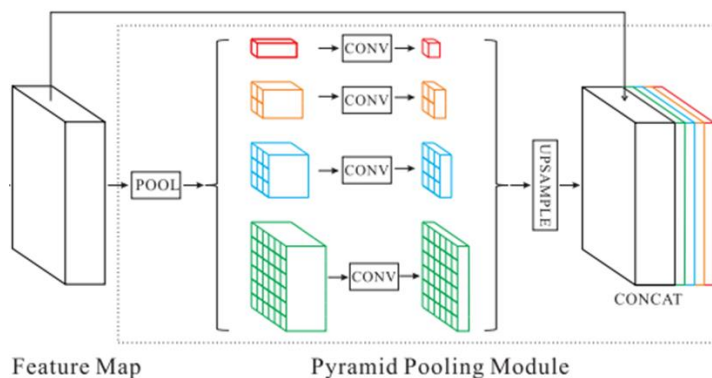 CONV
CONV
POOL
CONV
UPSAMPLE
CONV
CONCAT
Feature Map
Pyramid Pooling Module